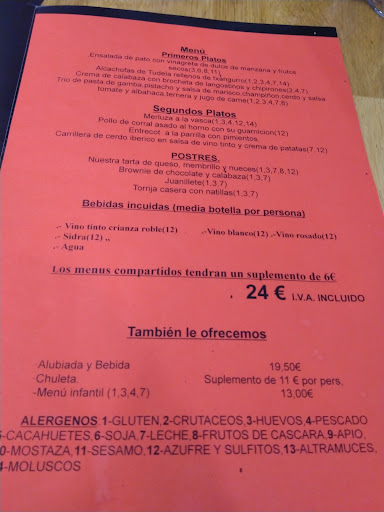 Menú
Primeros Platos
Ensalada de pato con vinagreta de dulce de manzana y frutos
secos(3,6,8,11)
Alcachofas de Tudela rellenos de txangurro(1,2,3,4,7,14)
Crema de calabaza con brocheta de langostinos y chipirones(2,4,7)
Trio de pasta de gamba,pistacho y salsa de marisco,champiñon,cerdo y salsa
tomate y albahaca,ternera y jugo de carne(1,2,3,4,7,8)
Segundos Platos
Merluza a la vasca(1,3,4,12,14)
Pollo de corral asado al horno con su guarnicion(12)
Entrecot a la parrilla con pimientos
Carrillera de cerdo iberico en salsa de vino tinto y crema de patatas(7,12)
POSTRES.
Nuestra tarta de queso, membrillo y nueces(1,3,7,8,12)
Brownie de chocolate y calabaza(1,3,7)
Juanillete(1,3,7)
Torrija casera con natillas(1,3,7)
Bebidas incuidas (media botella por persona)
.- Vino tinto crianza roble(12) .-Vino blanco(12) .-Vino rosado(12)
.- Sidra(12) ,,
.- Agua
Los menus compartidos tendran un suplemento de 6€
. 24 € I.V.A. INCLUIDO
También le ofrecemos
Alubiada y Bebida 19,50€
-Chuleta. Suplemento de 11 € por pers,
-Menú infantil (1,3,4,7) 13,00€
ALERGENOS.1-GLUTEN,2-CRUTACEOS,3-HUEVOS,4-PESCADO
5-CACAHUETES,6-SOJA,7-LECHE,8-FRUTOS DE CASCARA,9-APIO,
0-MOSTAZA,11-SESAMO,12-AZUFRE Y SULFITOS,13-ALTRAMUCES,
4-MOLUSCOS